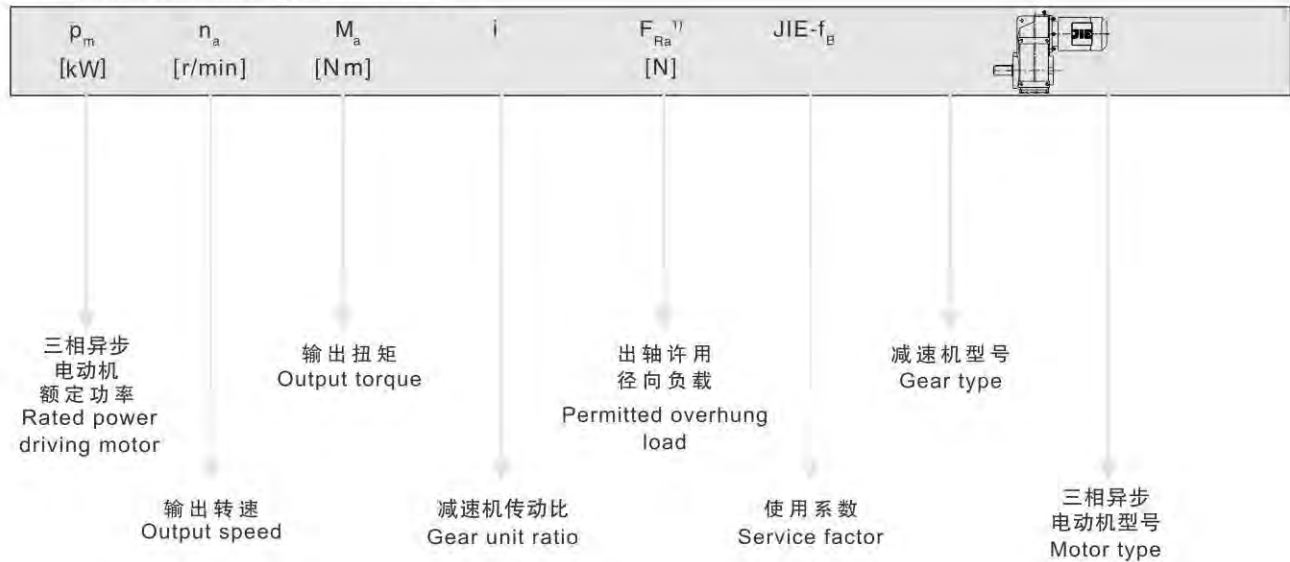 pₘ nₐ Mₐ i F_Ra ¹⁾ JIE-f_B
[kW] [r/min] [N m] [N]
JIE
三相异步
电动机
额定功率
Rated power
driving motor
输出转速
Output speed
输出扭矩
Output torque
减速机传动比
Gear unit ratio
出轴许用
径向负载
Permitted overhung
load
使用系数
Service factor
减速机型号
Gear type
三相异步
电动机型号
Motor type